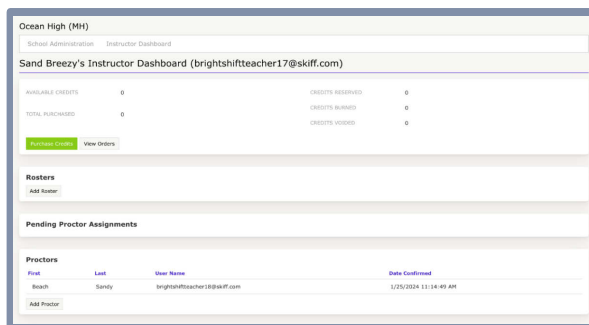 Ocean High (MH)
School Administration Instructor Dashboard
Sand Breezy's Instructor Dashboard (brightshiftteacher17@skiff.com)
AVAILABLE CREDITS 0 CREDITS RESERVED 0
CREDITS BURNED 0
TOTAL PURCHASED 0
CREDITS VOIDED 0
Purchase Credits View Orders
Rosters
Add Roster
Pending Proctor Assignments
Proctors
First Last User Name Date Confirmed
Beach Sandy brightshiftteacher18@skiff.com 1/25/2024 11:14:49 AM
Add Proctor